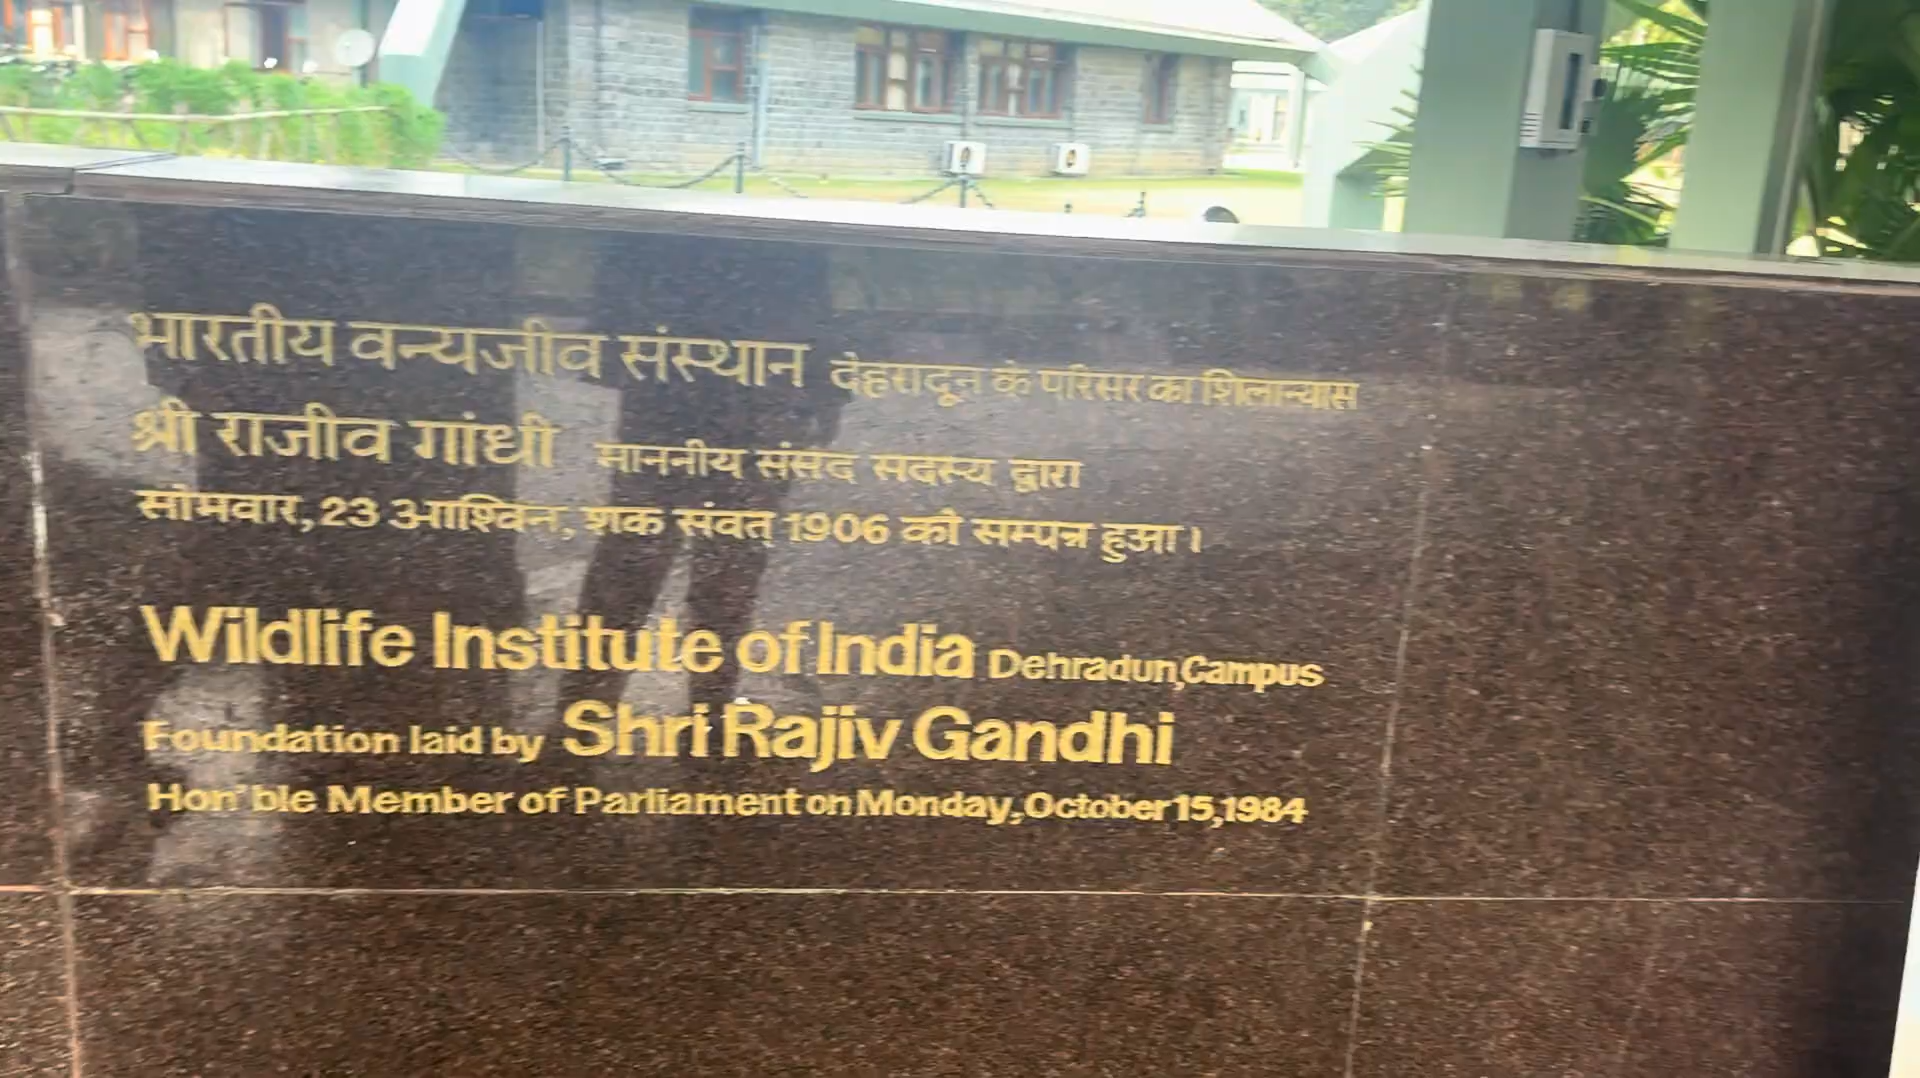 भारतीय वन्यजीव संस्थान देहरादून के परिसर का शिलान्यास
श्री राजीव गांधी माननीय संसद सदस्य द्वारा
सोमवार, 23 आश्विन, शक संवत् 1906 को सम्पन्न हुआ।
Wildlife Institute of India Dehradun,Campus
Foundation laid by Shri Rajiv Gandhi
Hon'ble Member of Parliament on Monday,October 15,1984